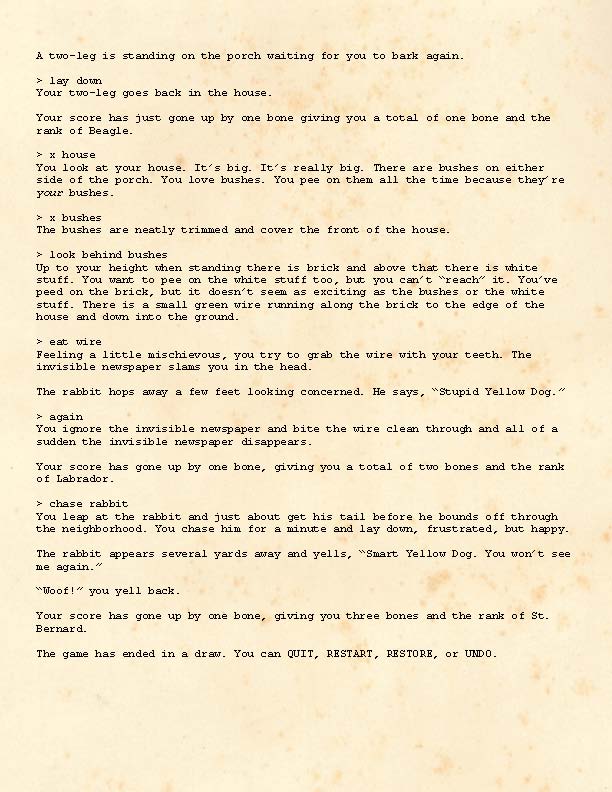 A two-leg is standing on the porch waiting for you to bark again.
> lay down
Your two-leg goes back in the house.
Your score has just gone up by one bone giving you a total of one bone and the
rank of Beagle.
> x house
You look at your house. It's big. It's really big. There are bushes on either
side of the porch. You love bushes. You pee on them all the time because they're
your bushes.
> x bushes
The bushes are neatly trimmed and cover the front of the house.
> look behind bushes
Up to your height when standing there is brick and above that there is white
stuff. You want to pee on the white stuff too, but you can't “reach” it. You've
peed on the brick, but it doesn't seem as exciting as the bushes or the white
stuff. There is a small green wire running along the brick to the edge of the
house and down into the ground.
> eat wire
Feeling a little mischievous, you try to grab the wire with your teeth. The
invisible newspaper slams you in the head.
The rabbit hops away a few feet looking concerned. He says, “Stupid Yellow Dog.”
> again
You ignore the invisible newspaper and bite the wire clean through and all of a
sudden the invisible newspaper disappears.
Your score has gone up by one bone, giving you a total of two bones and the rank
of Labrador.
> chase rabbit
You leap at the rabbit and just about get his tail before he bounds off through
the neighborhood. You chase him for a minute and lay down, frustrated, but happy.
The rabbit appears several yards away and yells, “Smart Yellow Dog. You won't see
me again.”
“Woof!” you yell back.
Your score has gone up by one bone, giving you three bones and the rank of St.
Bernard.
The game has ended in a draw. You can QUIT, RESTART, RESTORE, or UNDO.